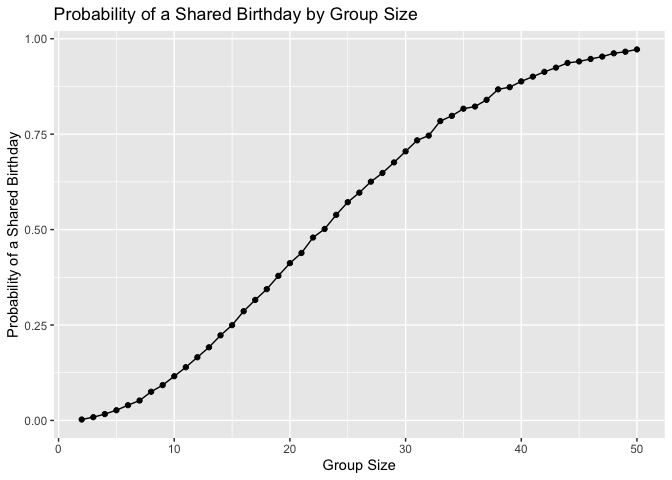 Probability of a Shared Birthday by Group Size
1.00
0.75
0.50
0.25
0.00
Probability of a Shared Birthday
0 10 20 30 40 50
Group Size